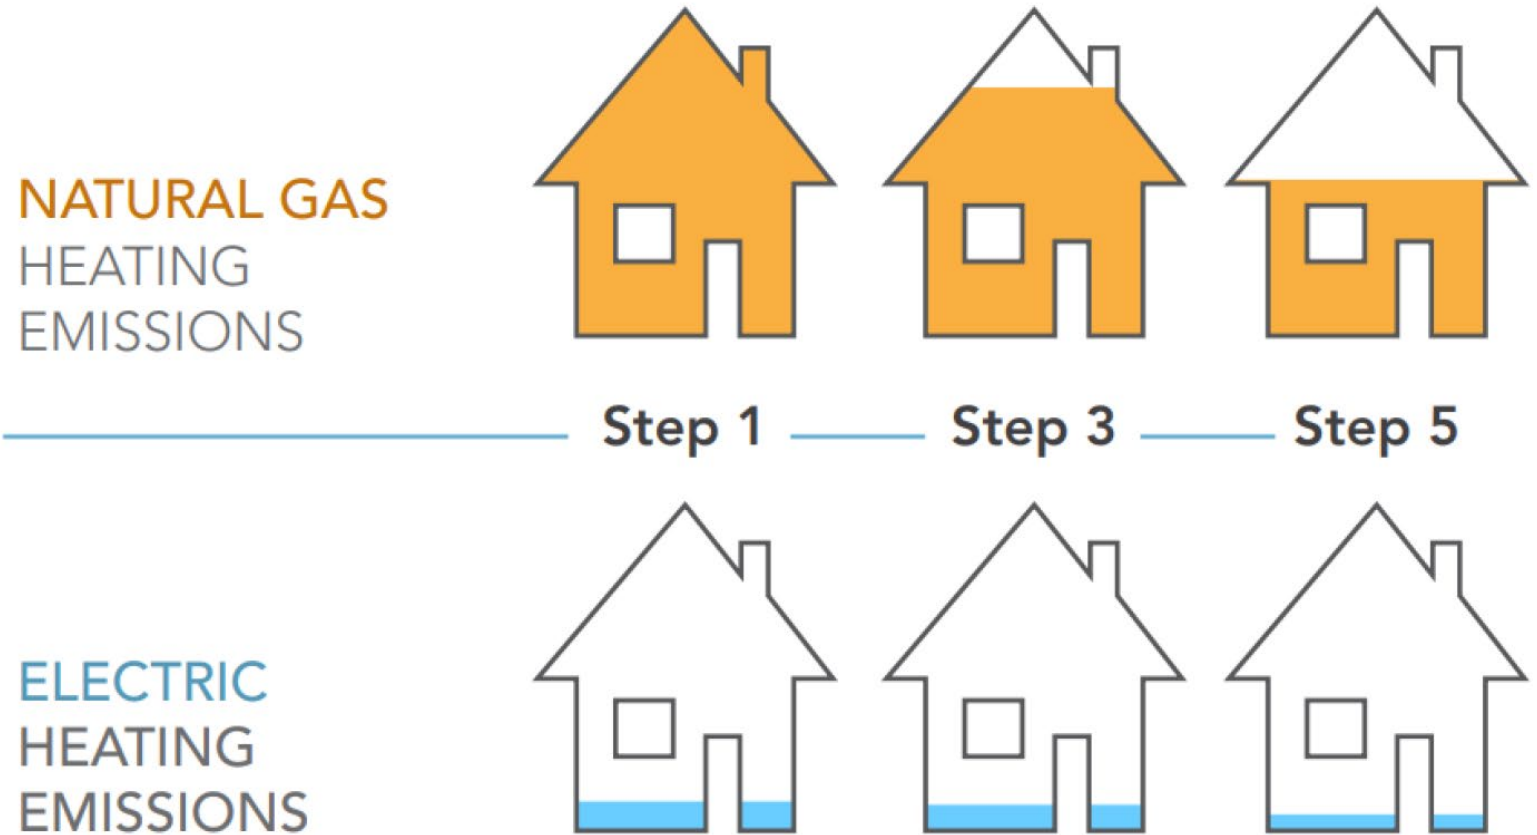 NATURAL GAS
HEATING
EMISSIONS
Step 1 Step 3 Step 5
ELECTRIC
HEATING
EMISSIONS